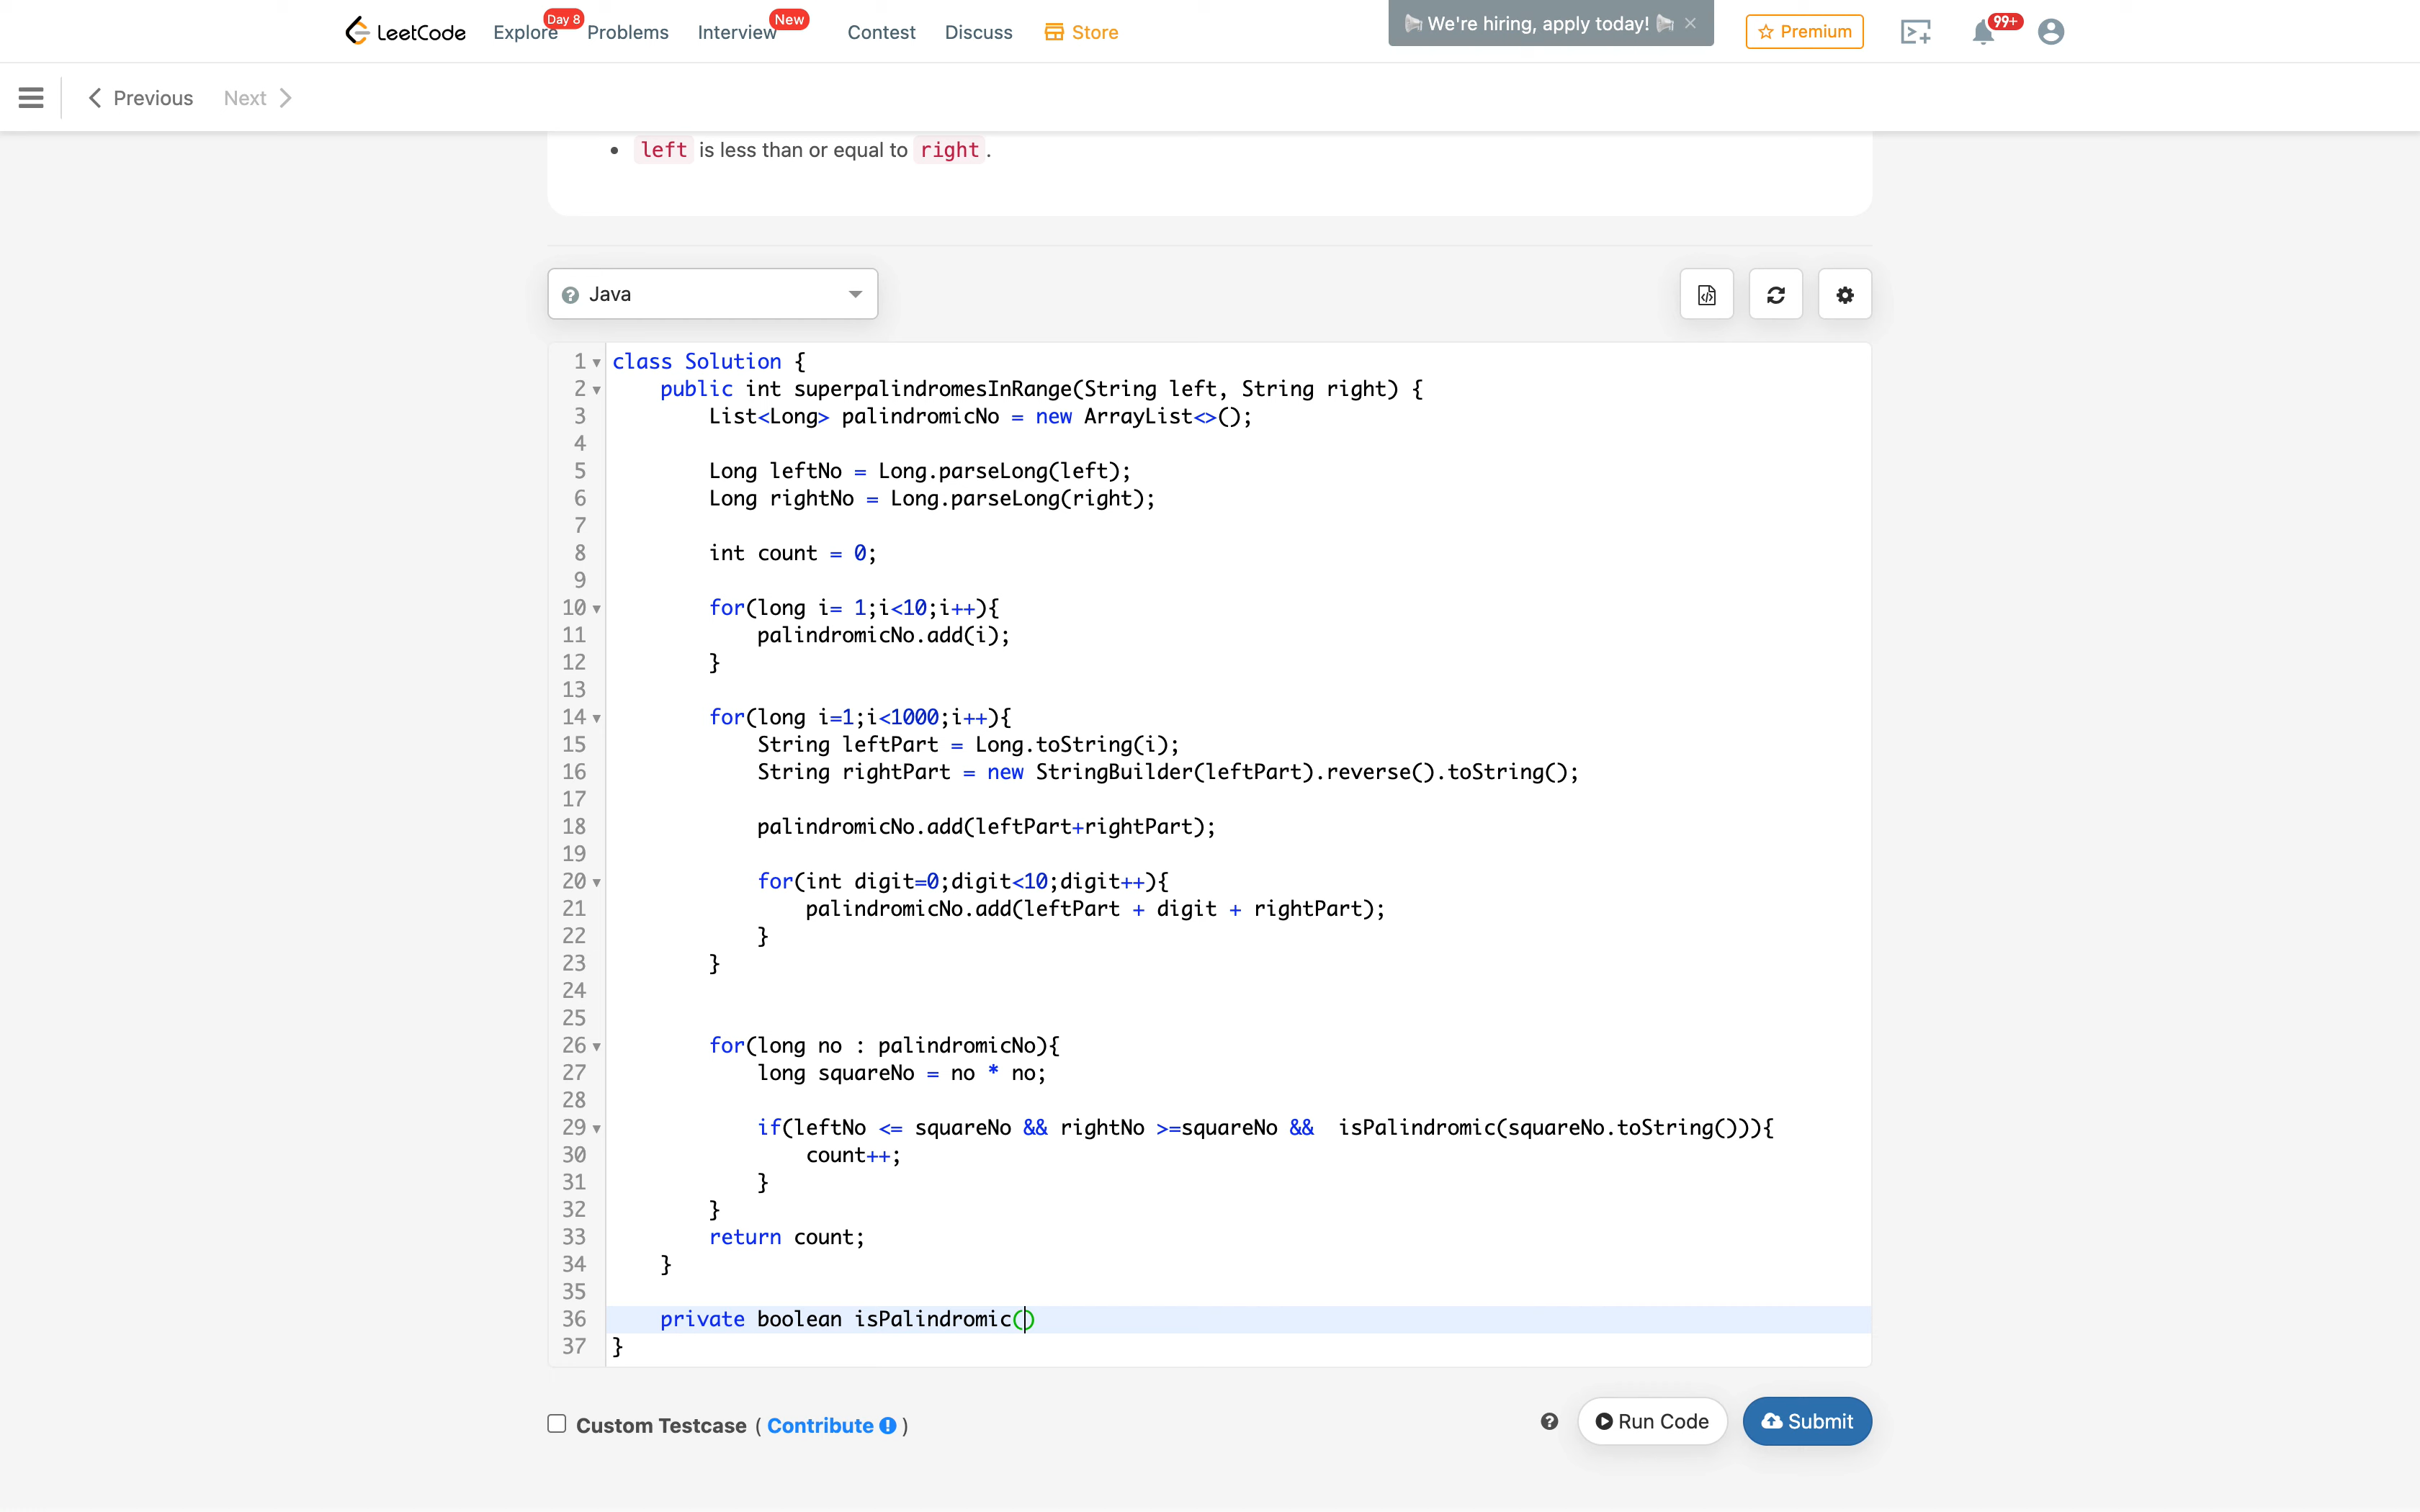 LeetCode Explore Day 8 Problems Interview New Contest Discuss Store We're hiring, apply today! Premium 99+
Previous Next
• left is less than or equal to right.
Java
1 class Solution {
2 public int superpalindromesInRange(String left, String right) {
3 List<Long> palindromicNo = new ArrayList<>();
4
5 Long leftNo = Long.parseLong(left);
6 Long rightNo = Long.parseLong(right);
7
8 int count = 0;
9
10 for(long i= 1;i<10;i++){
11 palindromicNo.add(i);
12 }
13
14 for(long i=1;i<1000;i++){
15 String leftPart = Long.toString(i);
16 String rightPart = new StringBuilder(leftPart).reverse().toString();
17
18 palindromicNo.add(leftPart+rightPart);
19
20 for(int digit=0;digit<10;digit++){
21 palindromicNo.add(leftPart + digit + rightPart);
22 }
23 }
24
25
26 for(long no : palindromicNo){
27 long squareNo = no * no;
28
29 if(leftNo <= squareNo && rightNo >=squareNo &&  isPalindromic(squareNo.toString())){
30 count++;
31 }
32 }
33 return count;
34 }
35
36 private boolean isPalindromic()
37 }
Custom Testcase ( Contribute ) Run Code Submit